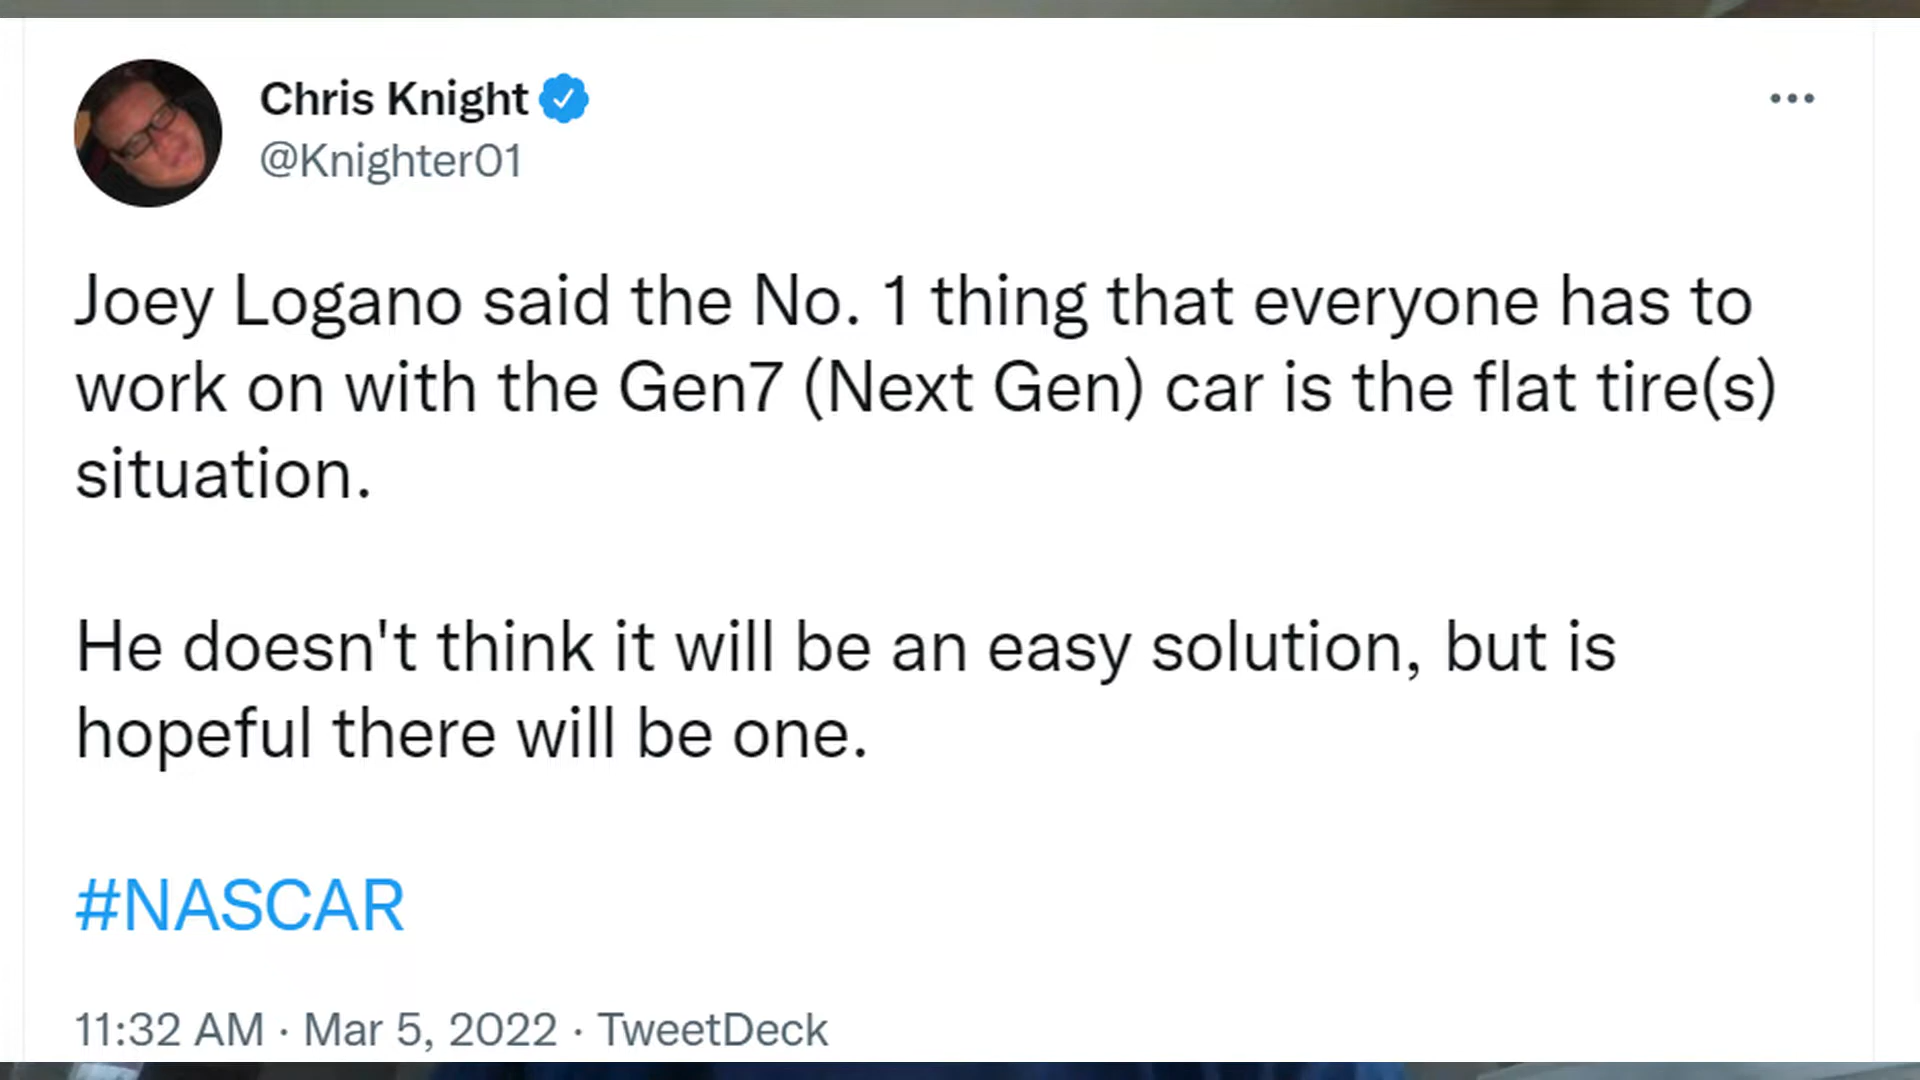 Chris Knight
@Knighter01
Joey Logano said the No. 1 thing that everyone has to
work on with the Gen7 (Next Gen) car is the flat tire(s)
situation.
He doesn't think it will be an easy solution, but is
hopeful there will be one.
#NASCAR
11:32 AM · Mar 5, 2022 · TweetDeck